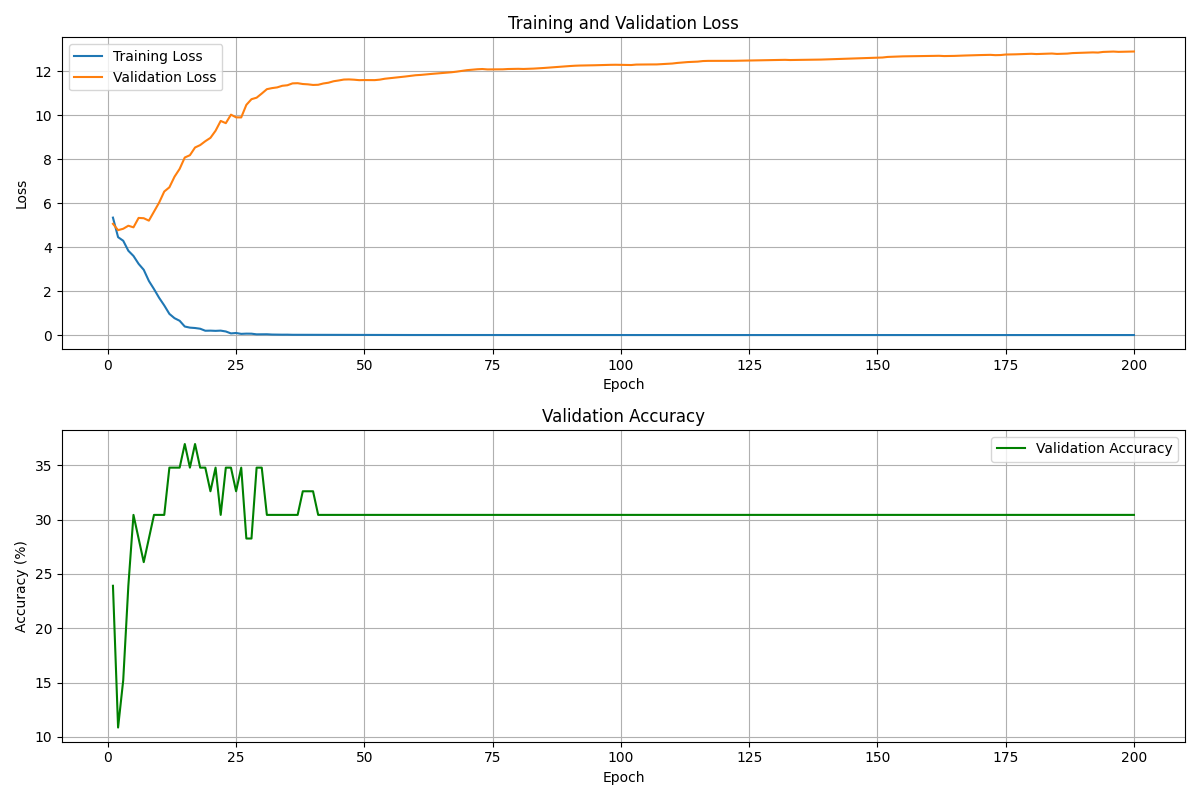 Training and Validation Loss
Training Loss
Validation Loss
Loss
12
10
8
6
4
2
0
0 25 50 75 100 125 150 175 200
Epoch
Validation Accuracy
Validation Accuracy
Accuracy (%)
35
30
25
20
15
10
0 25 50 75 100 125 150 175 200
Epoch